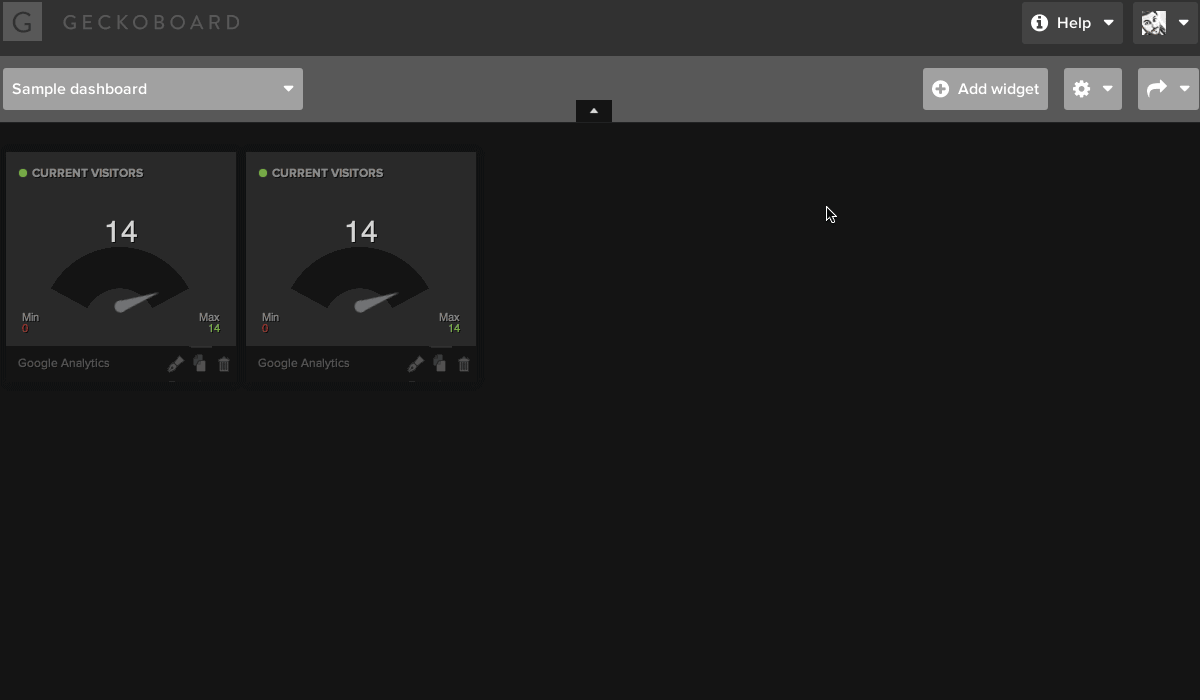 G GECKOBOARD
Help
Sample dashboard
Add widget
CURRENT VISITORS
14
Min
0
Max
14
Google Analytics
CURRENT VISITORS
14
Min
0
Max
14
Google Analytics